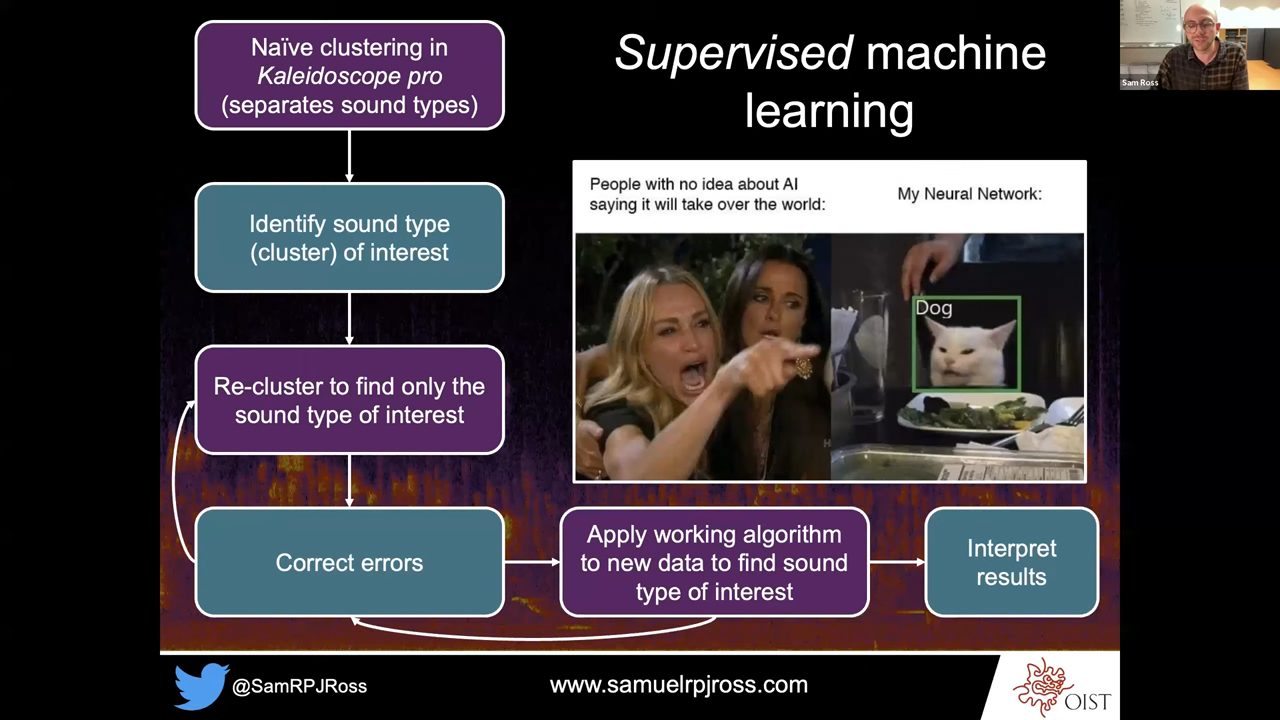 Naïve clustering in
Kaleidoscope pro
(separates sound types)
Supervised machine
learning
Sam Ross
Identify sound type
(cluster) of interest
People with no idea about AI
saying it will take over the world:
My Neural Network:
Dog
Re-cluster to find only the
sound type of interest
Correct errors
Apply working algorithm
to new data to find sound
type of interest
Interpret
results
@SamRPJRoss
www.samuelrpjross.com
OIST